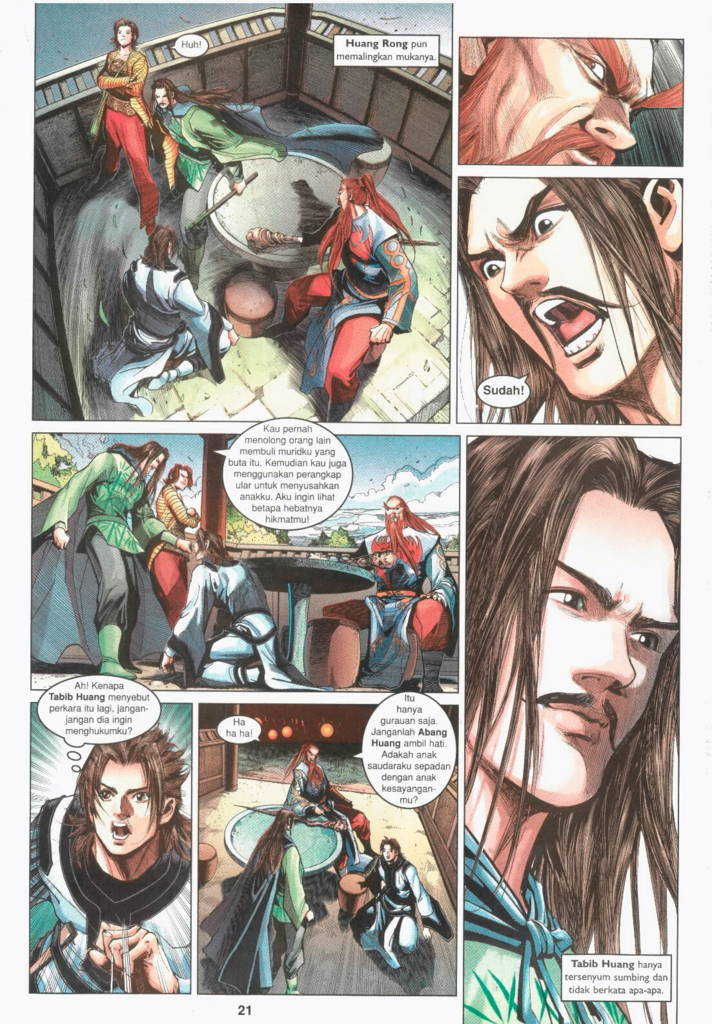 Huh!
Huang Rong pun
memalingkan mukanya.
Sudah!
Kau pernah
menolong orang lain
membuli muridku yang
buta itu. Kemudian kau juga
menggunakan perangkap
ular untuk menyusahkan
anakku. Aku ingin lihat
betapa hebatnya
hikmatmu!
Ah! Kenapa
Tabib Huang menyebut
perkara itu lagi, jangan-
jangan dia ingin
menghukumku?
Ha
ha ha!
Itu
hanya
gurauan saja.
Janganlah Abang
Huang ambil hati.
Adakah anak
saudaraku sepadan
dengan anak
kesayangan-
mu?
Tabib Huang hanya
tersenyum sumbing dan
tidak berkata apa-apa.
21